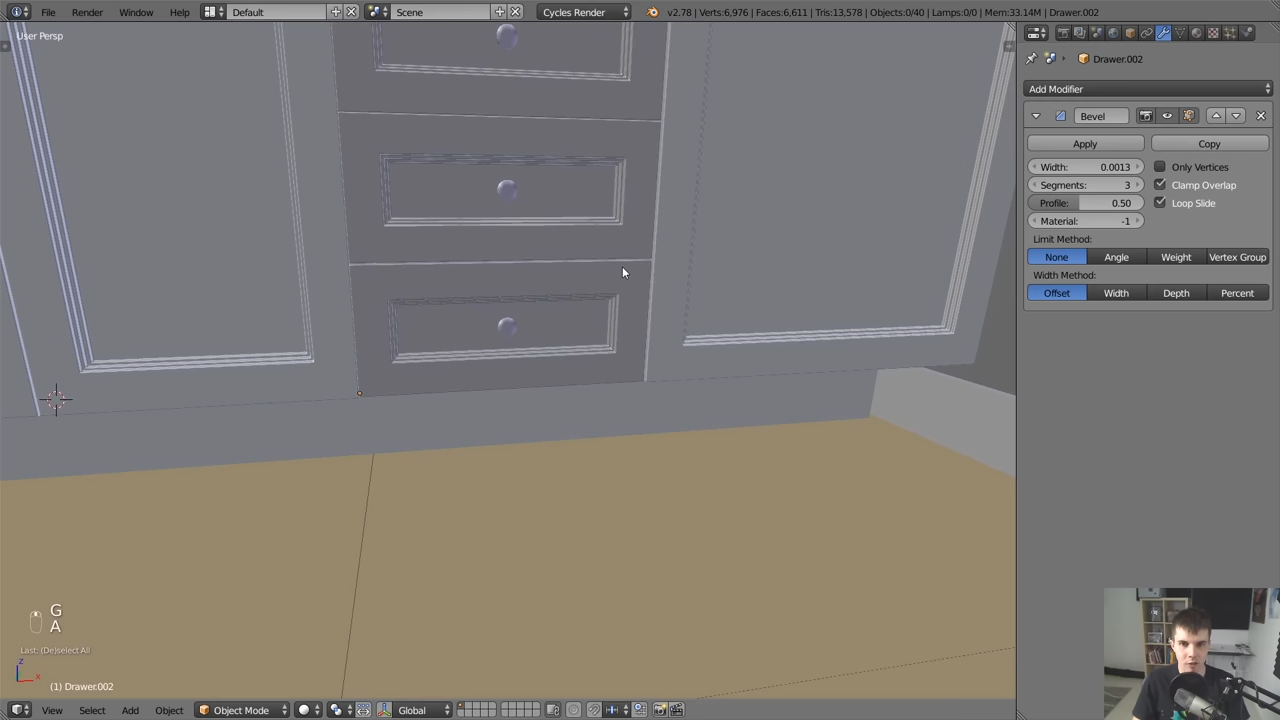 File Render Window Help Default Scene Cycles Render v2.78 | Verts:6,976 | Faces:6,611 | Tris:13,578 | Objects:0/40 | Lamps:0/0 | Mem:33.14M | Drawer.002
User Persp
Drawer.002
Add Modifier
Bevel
Apply Copy
Width: 0.0013 Only Vertices
Segments: 3 Clamp Overlap
Profile: 0.50 Loop Slide
Material: -1
Limit Method:
None Angle Weight Vertex Group
Width Method:
Offset Width Depth Percent
G
A
Last: (De)select All
z
x
(1) Drawer.002
View Select Add Object Object Mode Global